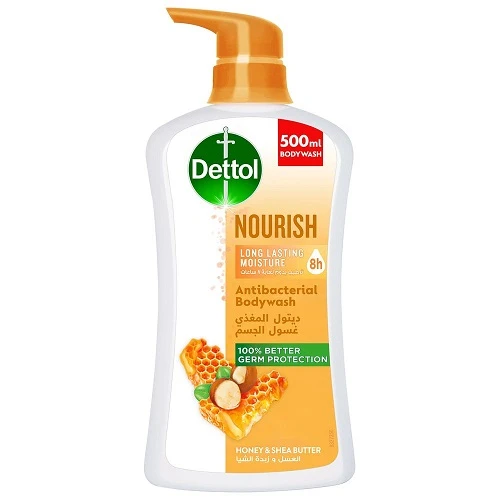 500ml
BODYWASH
Dettol
NOURISH
LONG LASTING
MOISTURE
8h
Antibacterial
Bodywash
ديتول المغذي
غسول الجسم
100% BETTER
GERM PROTECTION
HONEY & SHEA BUTTER
العسل و زبدة الشيا